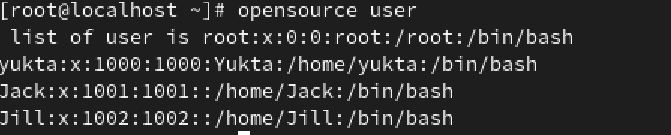 [root@localhost ~]# opensource user
list of user is root:x:0:0:root:/root:/bin/bash
yukta:x:1000:1000:Yukta:/home/yukta:/bin/bash
Jack:x:1001:1001::/home/Jack:/bin/bash
Jill:x:1002:1002::/home/Jill:/bin/bash